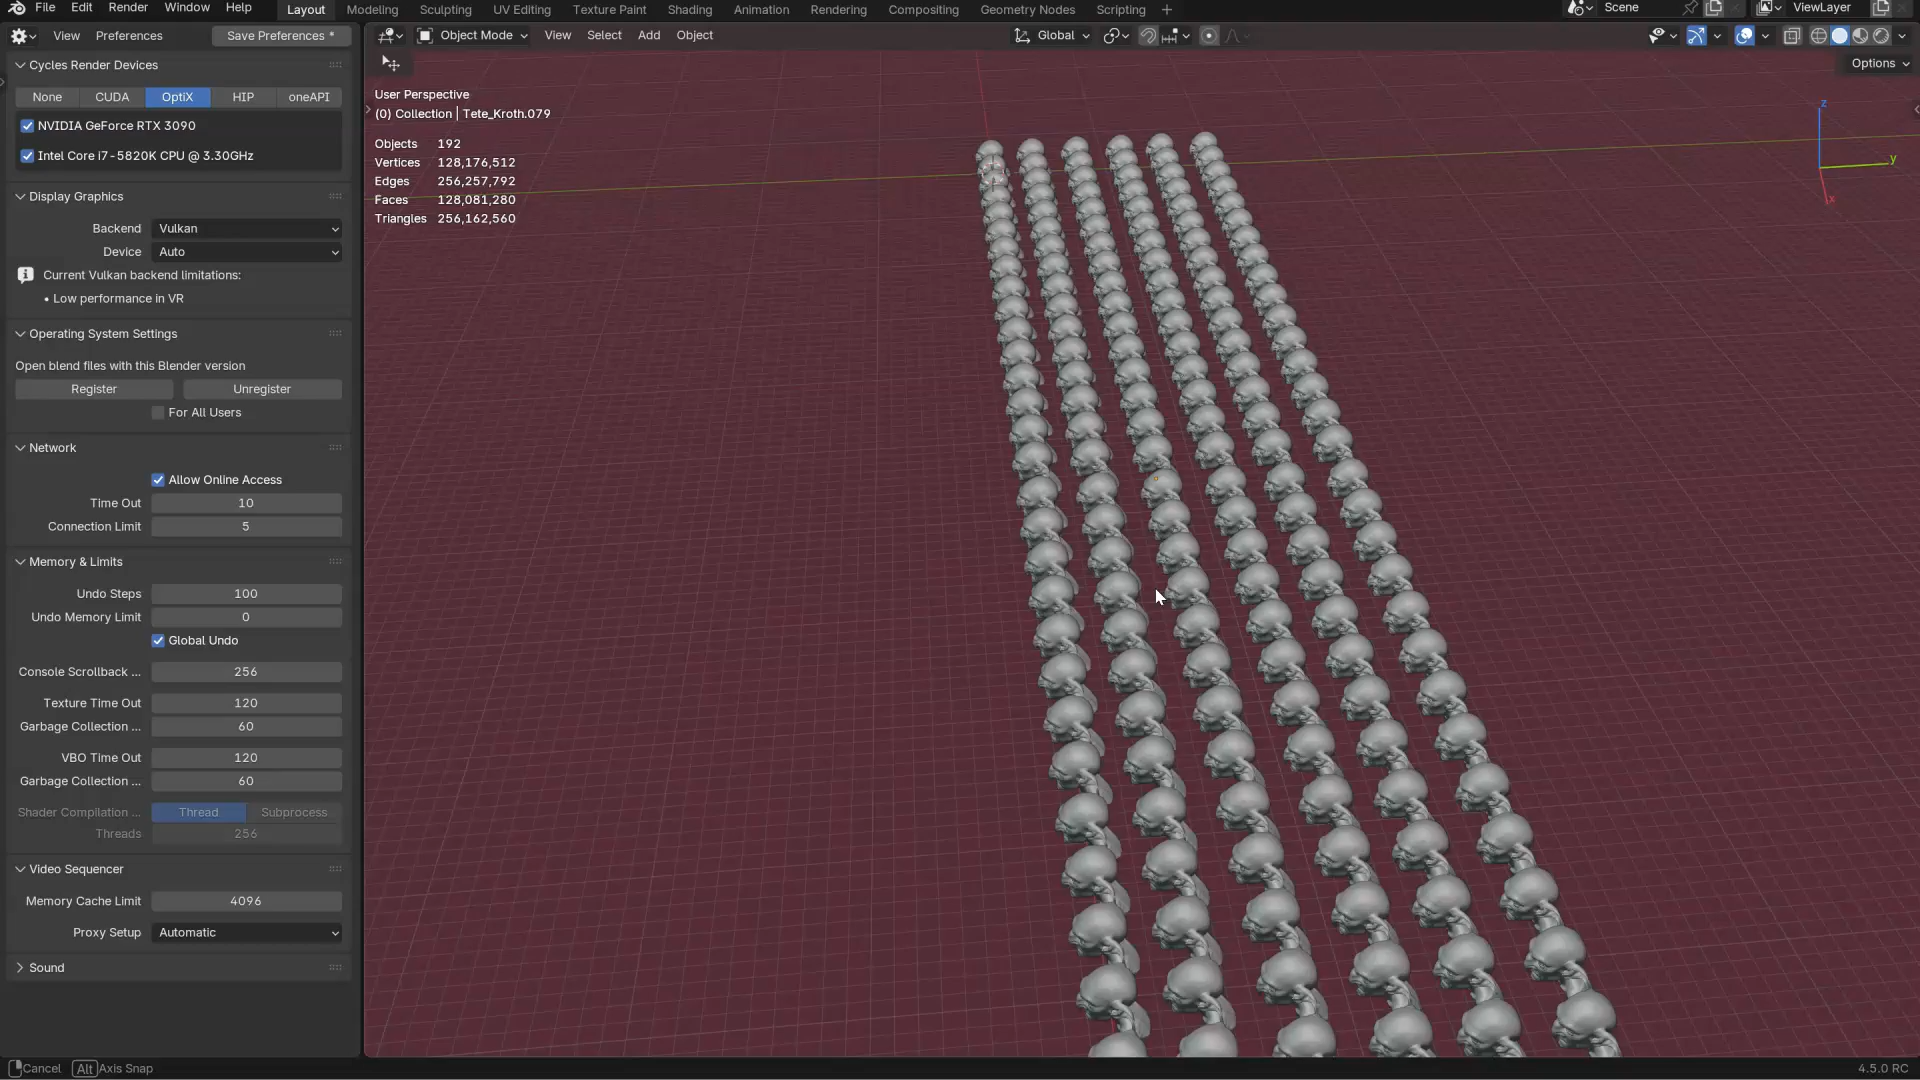 File Edit Render Window Help
Layout Modeling Sculpting UV Editing Texture Paint Shading Animation Rendering Compositing Geometry Nodes Scripting +
Scene ViewLayer
View Preferences Save Preferences *
Object Mode View Select Add Object Global
Options
Cycles Render Devices
None CUDA OptiX HIP oneAPI
NVIDIA GeForce RTX 3090
Intel Core i7-5820K CPU @ 3.30GHz
Display Graphics
Backend Vulkan
Device Auto
Current Vulkan backend limitations:
• Low performance in VR
Operating System Settings
Open blend files with this Blender version
Register Unregister
For All Users
Network
Allow Online Access
Time Out 10
Connection Limit 5
Memory & Limits
Undo Steps 100
Undo Memory Limit 0
Global Undo
Console Scrollback ... 256
Texture Time Out 120
Garbage Collection ... 60
VBO Time Out 120
Garbage Collection ... 60
Shader Compilation ... Thread Subprocess
Threads 256
Video Sequencer
Memory Cache Limit 4096
Proxy Setup Automatic
Sound
User Perspective
(0) Collection | Tete_Kroth.079
Objects 192
Vertices 128,176,512
Edges 256,257,792
Faces 128,081,280
Triangles 256,162,560
z
y
x
Cancel Alt Axis Snap
4.5.0 RC